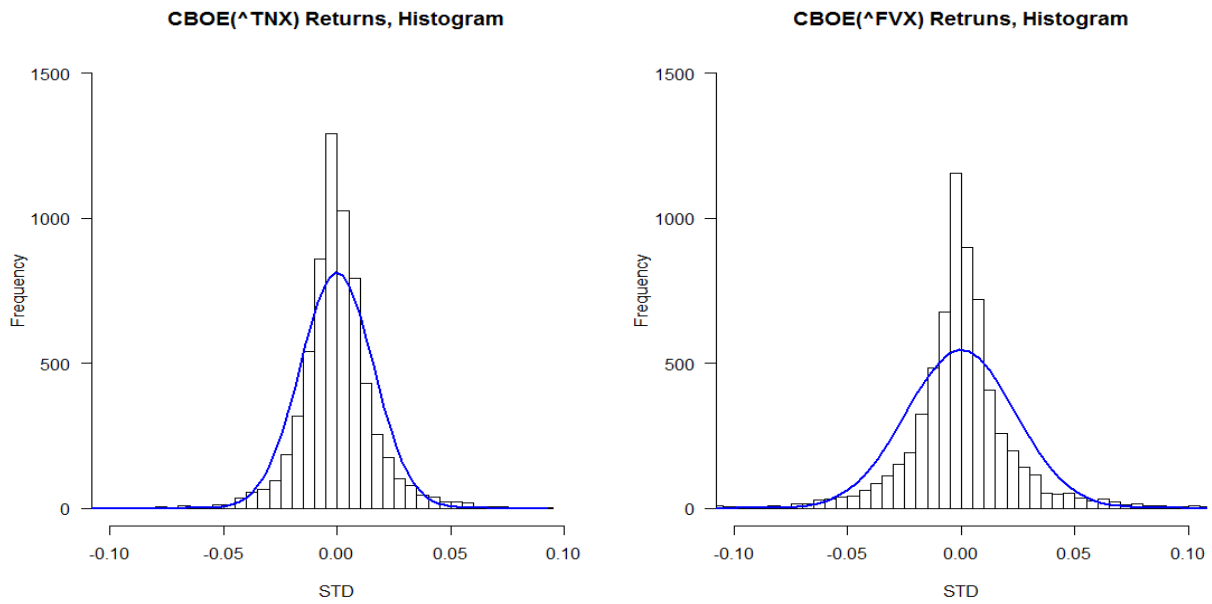 CBOE(^TNX) Returns, Histogram
1500
1000
500
0
Frequency
-0.10 -0.05 0.00 0.05 0.10
STD
CBOE(^FVX) Retruns, Histogram
1500
1000
500
0
Frequency
-0.10 -0.05 0.00 0.05 0.10
STD